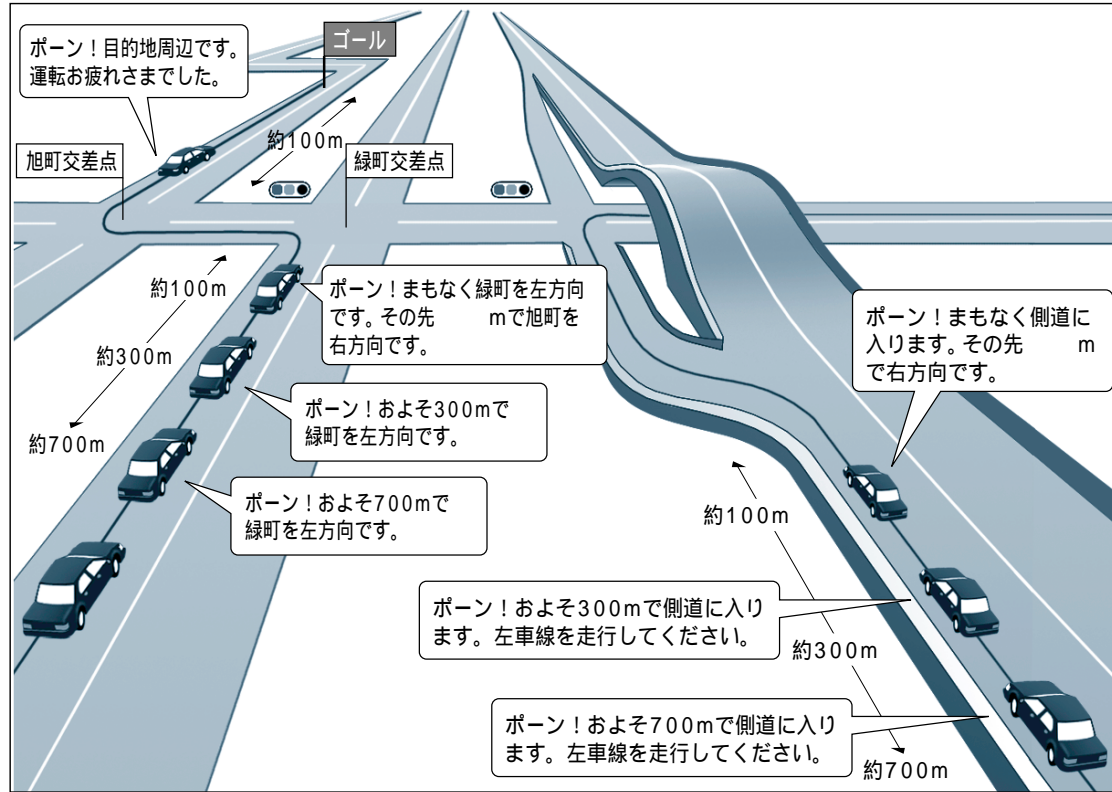 ポーン！目的地周辺です。
運転お疲れさまでした。
ゴール
約100m
旭町交差点
緑町交差点
約100m
約300m
約700m
ポーン！まもなく緑町を左方向
です。その先　　　mで旭町を
右方向です。
ポーン！およそ300mで
緑町を左方向です。
ポーン！およそ700mで
緑町を左方向です。
ポーン！まもなく側道に
入ります。その先　　　m
で右方向です。
約100m
ポーン！およそ300mで側道に入り
ます。左車線を走行してください。
約300m
ポーン！およそ700mで側道に入り
ます。左車線を走行してください。
約700m